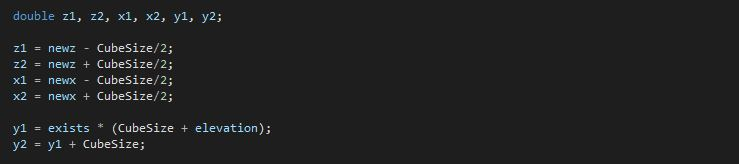 double z1, z2, x1, x2, y1, y2;
z1 = newz - CubeSize/2;
z2 = newz + CubeSize/2;
x1 = newx - CubeSize/2;
x2 = newx + CubeSize/2;
y1 = exists * (CubeSize + elevation);
y2 = y1 + CubeSize;